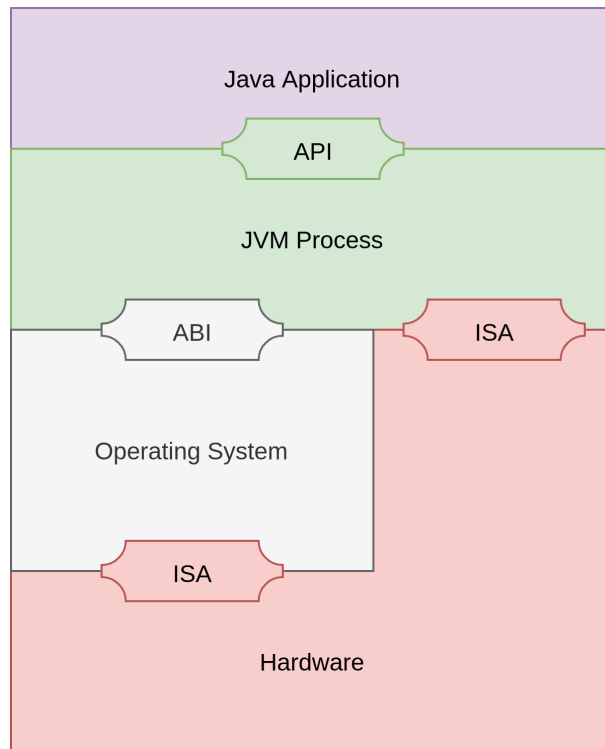 Java Application
API
JVM Process
ABI
ISA
Operating System
ISA
Hardware